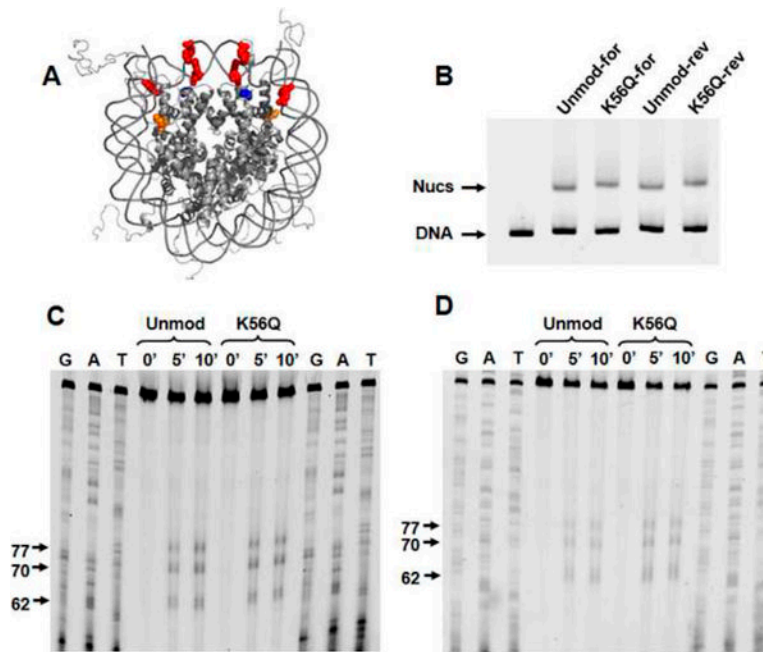 A
B
Unmod-for
K56Q-for
Unmod-rev
K56Q-rev
Nucs
DNA
C
Unmod K56Q
G A T 0' 5' 10' 0' 5' 10' G A T
77
70
62
D
Unmod K56Q
G A T 0' 5' 10' 0' 5' 10' G A T
77
70
62